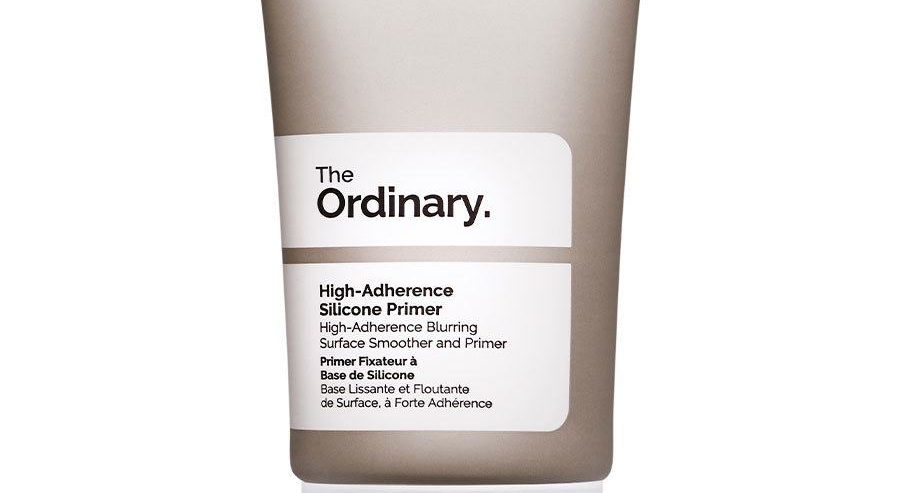 The
Ordinary.
High-Adherence
Silicone Primer
High-Adherence Blurring
Surface Smoother and Primer
Primer Fixateur à
Base de Silicone
Base Lissante et Floutante
de Surface, à Forte Adhérence